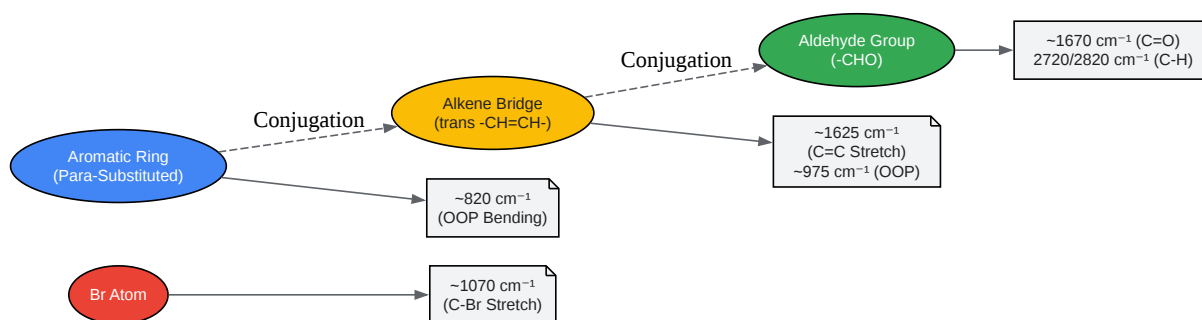 Aldehyde Group
(-CHO)
~1670 cm⁻¹ (C=O)
2720/2820 cm⁻¹ (C-H)
Conjugation
Alkene Bridge
(trans -CH=CH-)
Conjugation
~1625 cm⁻¹
(C=C Stretch)
~975 cm⁻¹ (OOP)
Aromatic Ring
(Para-Substituted)
~820 cm⁻¹
(OOP Bending)
Br Atom
~1070 cm⁻¹
(C-Br Stretch)